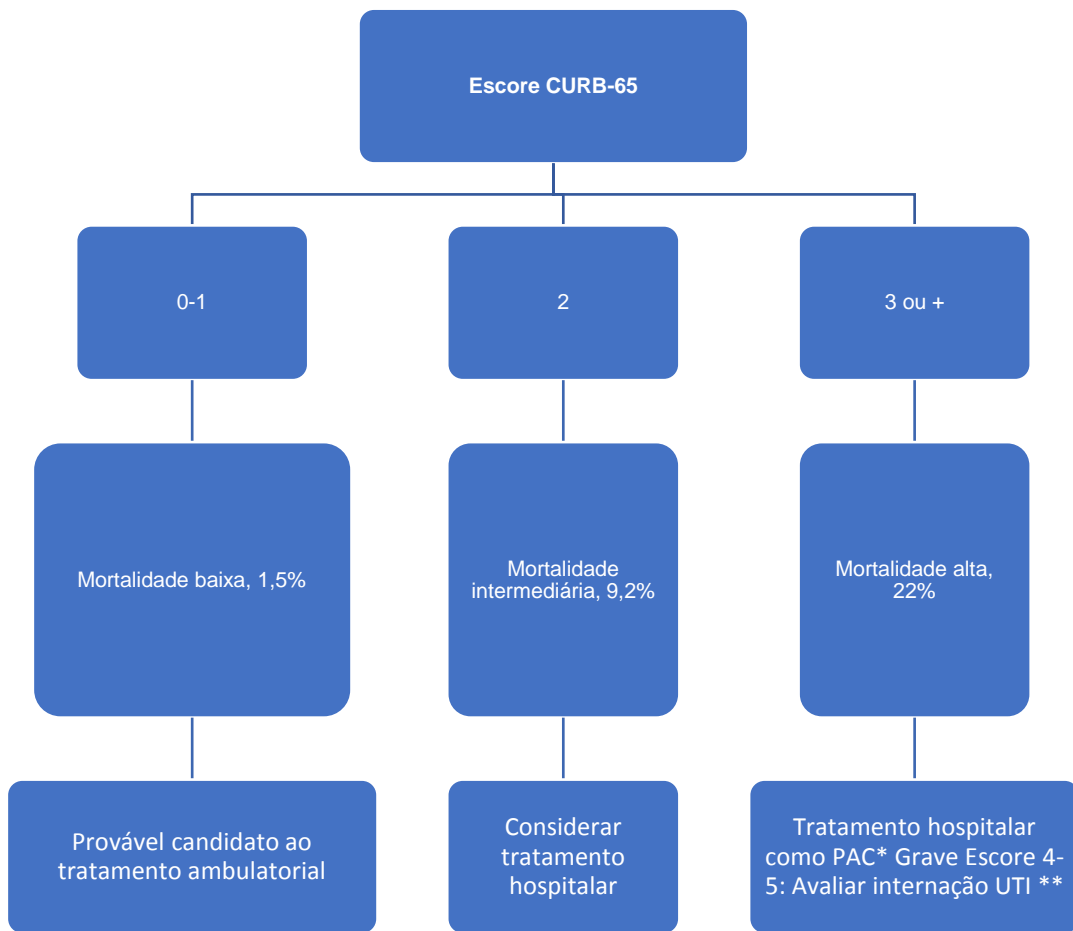 Escore CURB-65
0-1
2
3 ou +
Mortalidade baixa, 1,5%
Mortalidade
intermediária, 9,2%
Mortalidade alta,
22%
Provável candidato ao
tratamento ambulatorial
Considerar
tratamento
hospitalar
Tratamento hospitalar
como PAC* Grave Escore 4-
5: Avaliar internação UTI **